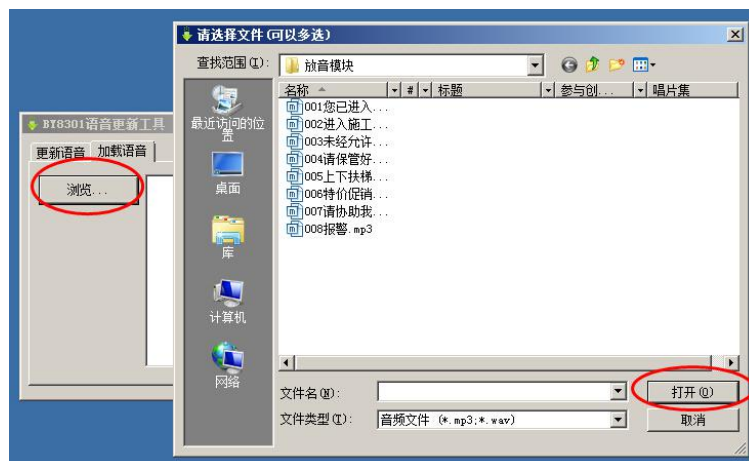 请选择文件(可以多选)
查找范围(I):
放音模块
名称
#
标题
参与创...
唱片集
最近访问的位置
桌面
库
计算机
网络
001您已进入...
002进入施工...
003未经允许...
004请保管好...
005上下扶梯...
006特价促销...
007请协助我...
008报警.mp3
文件名(N):
打开(O)
文件类型(T):
音频文件 (*.mp3;*.wav)
取消
BY8301语音更新工具
更新语音
加载语音
浏览...